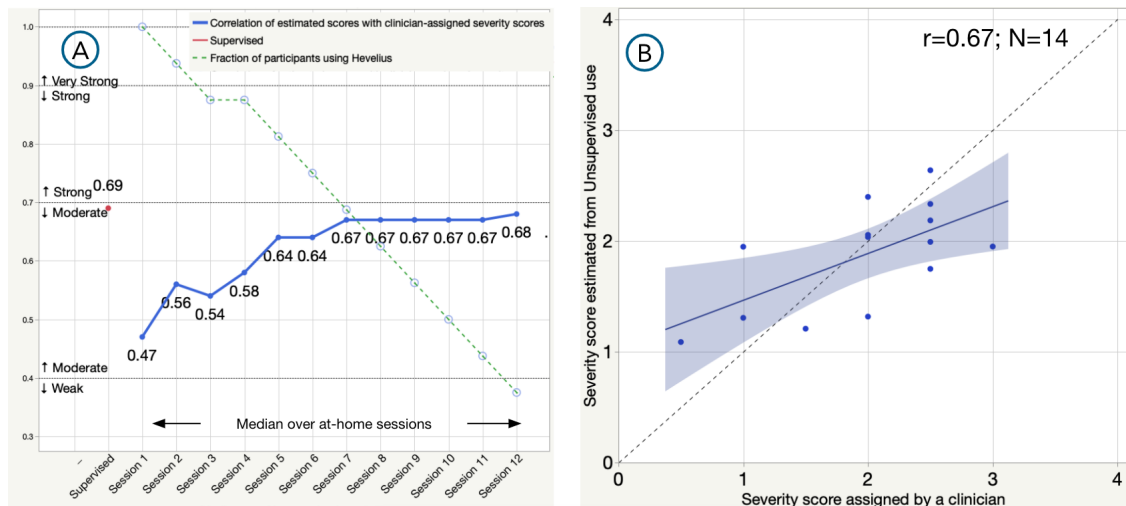 A
Correlation of estimated scores with clinician-assigned severity scores
Supervised
Fraction of participants using Hevelius
1.0
0.9
0.8
0.7
0.6
0.5
0.4
0.3
↑ Very Strong
↓ Strong
↑ Strong
↓ Moderate
↑ Moderate
↓ Weak
0.69
0.47
0.56
0.54
0.58
0.64
0.64
0.67
0.67
0.67
0.67
0.67
0.68
Median over at-home sessions
–
Supervised
Session 1
Session 2
Session 3
Session 4
Session 5
Session 6
Session 7
Session 8
Session 9
Session 10
Session 11
Session 12
B
r=0.67; N=14
Severity score estimated from Unsupervised use
4
3
2
1
0
0
1
2
3
4
Severity score assigned by a clinician